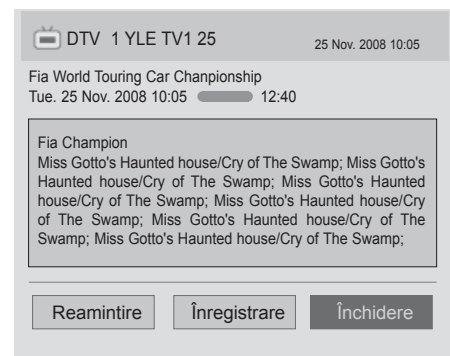 DTV 1 YLE TV1 25 25 Nov. 2008 10:05
Fia World Touring Car Chanpionship
Tue. 25 Nov. 2008 10:05 12:40
Fia Champion
Miss Gotto's Haunted house/Cry of The Swamp; Miss Gotto's
Haunted house/Cry of The Swamp; Miss Gotto's Haunted
house/Cry of The Swamp; Miss Gotto's Haunted house/Cry
of The Swamp; Miss Gotto's Haunted house/Cry of The
Swamp; Miss Gotto's Haunted house/Cry of The Swamp;
Reamintire Înregistrare Închidere